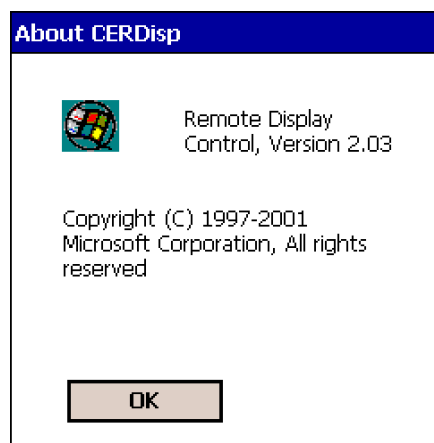 About CERDisp
Remote Display
Control, Version 2.03
Copyright (C) 1997-2001
Microsoft Corporation, All rights
reserved
OK